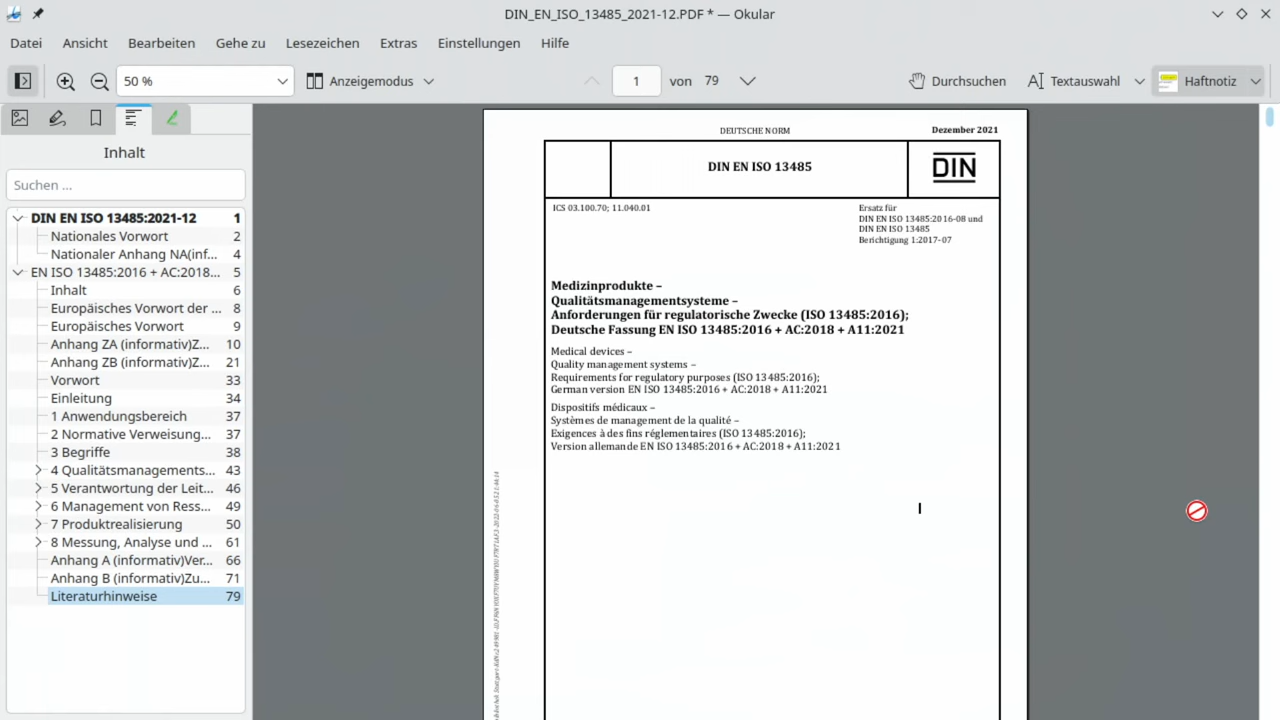 DIN_EN_ISO_13485_2021-12.PDF * — Okular
Datei Ansicht Bearbeiten Gehe zu Lesezeichen Extras Einstellungen Hilfe
50 % Anzeigemodus 1 von 79 Durchsuchen Textauswahl Haftnotiz
Inhalt
Suchen ...
DIN EN ISO 13485:2021-12 1
Nationales Vorwort 2
Nationaler Anhang NA(inf... 4
EN ISO 13485:2016 + AC:2018... 5
Inhalt 6
Europäisches Vorwort der ... 8
Europäisches Vorwort 9
Anhang ZA (informativ)Z... 10
Anhang ZB (informativ)Z... 21
Vorwort 33
Einleitung 34
1 Anwendungsbereich 37
2 Normative Verweisung... 37
3 Begriffe 38
4 Qualitätsmanagements... 43
5 Verantwortung der Leit... 46
6 Management von Ress... 49
7 Produktrealisierung 50
8 Messung, Analyse und ... 61
Anhang A (informativ)Ver... 66
Anhang B (informativ)Zu... 71
Literaturhinweise 79
DEUTSCHE NORM
Dezember 2021
DIN EN ISO 13485
DIN
ICS 03.100.70; 11.040.01
Ersatz für
DIN EN ISO 13485:2016-08 und
DIN EN ISO 13485
Berichtigung 1:2017-07
Medizinprodukte –
Qualitätsmanagementsysteme –
Anforderungen für regulatorische Zwecke (ISO 13485:2016);
Deutsche Fassung EN ISO 13485:2016 + AC:2018 + A11:2021
Medical devices –
Quality management systems –
Requirements for regulatory purposes (ISO 13485:2016);
German version EN ISO 13485:2016 + AC:2018 + A11:2021
Dispositifs médicaux –
Systèmes de management de la qualité –
Exigences à des fins réglementaires (ISO 13485:2016);
Version allemande EN ISO 13485:2016 + AC:2018 + A11:2021